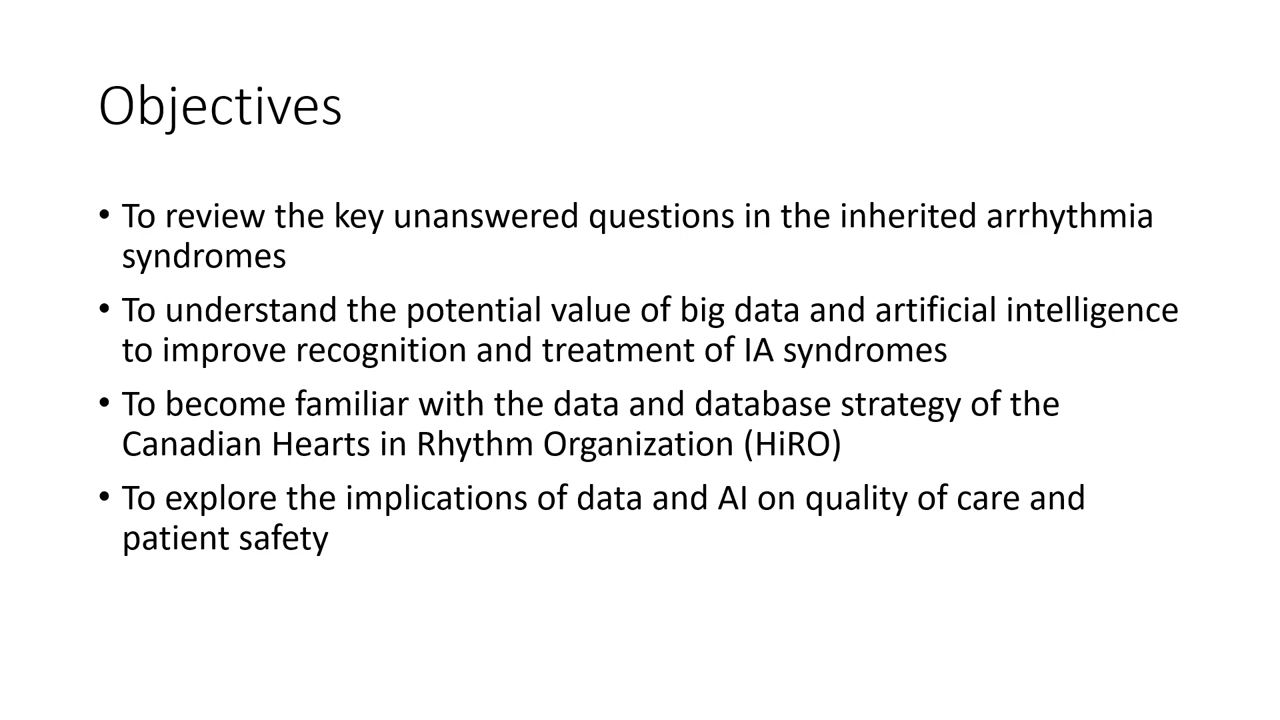 Objectives
• To review the key unanswered questions in the inherited arrhythmia
syndromes
• To understand the potential value of big data and artificial intelligence
to improve recognition and treatment of IA syndromes
• To become familiar with the data and database strategy of the
Canadian Hearts in Rhythm Organization (HiRO)
• To explore the implications of data and AI on quality of care and
patient safety